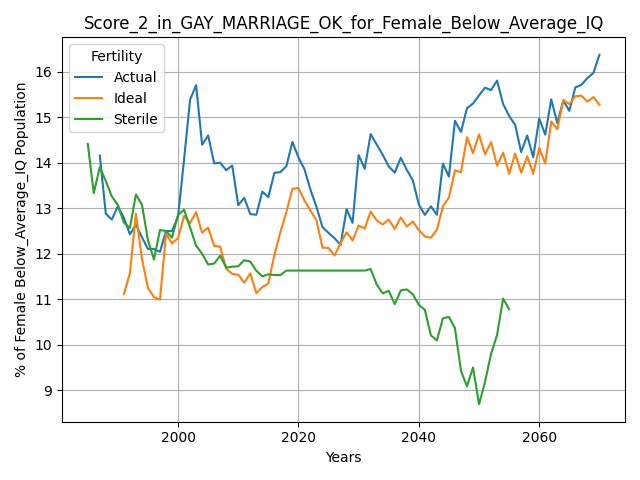 Score_2_in_GAY_MARRIAGE_OK_for_Female_Below_Average_IQ
Fertility
Actual
Ideal
Sterile
% of Female Below_Average_IQ Population
16
15
14
13
12
11
10
9
2000 2020 2040 2060
Years